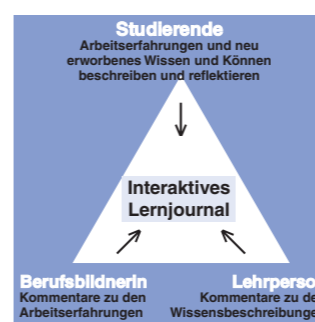 Studierende
Arbeitserfahrungen und neu
erworbenes Wissen und Können
beschreiben und reflektieren
Interaktives
Lernjournal
BerufsbildnerIn
Kommentare zu den
Arbeitserfahrungen
Lehrperso
Kommentare zu de
Wissensbeschreibunge